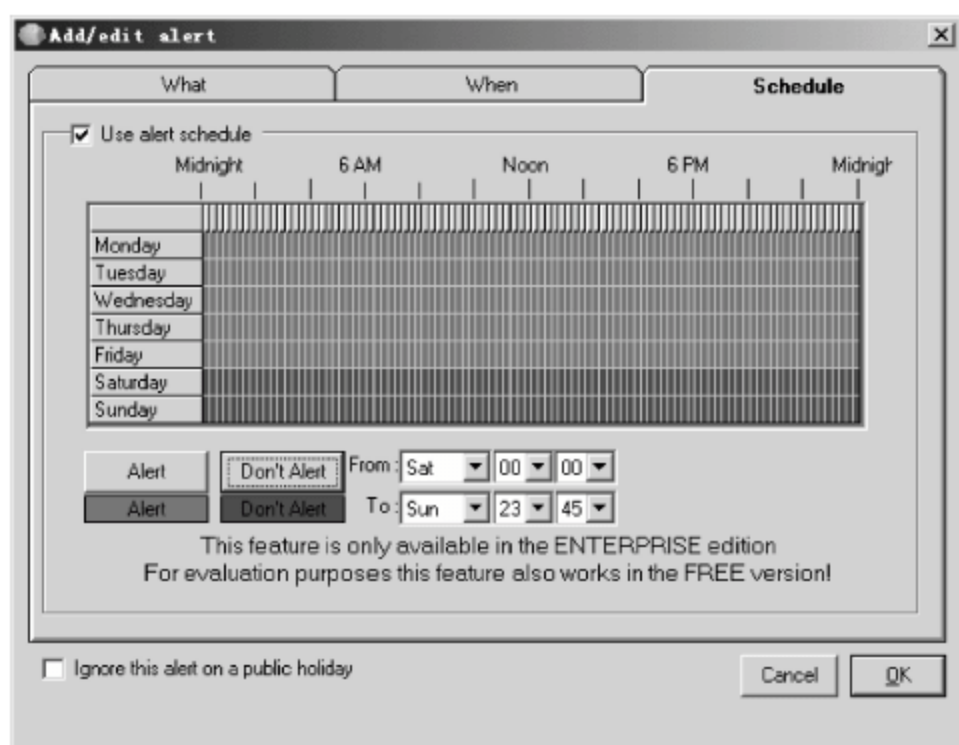 Add/edit alert
What When Schedule
Use alert schedule
Midnight 6 AM Noon 6 PM Midnigh
Monday
Tuesday
Wednesday
Thursday
Friday
Saturday
Sunday
Alert Don't Alert From : Sat 00 00
Alert Don't Alert To : Sun 23 45
This feature is only available in the ENTERPRISE edition
For evaluation purposes this feature also works in the FREE version!
Ignore this alert on a public holiday
Cancel OK